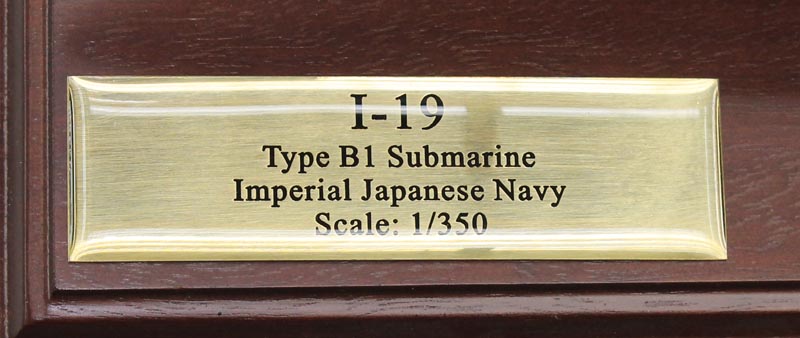 I-19
Type B1 Submarine
Imperial Japanese Navy
Scale: 1/350